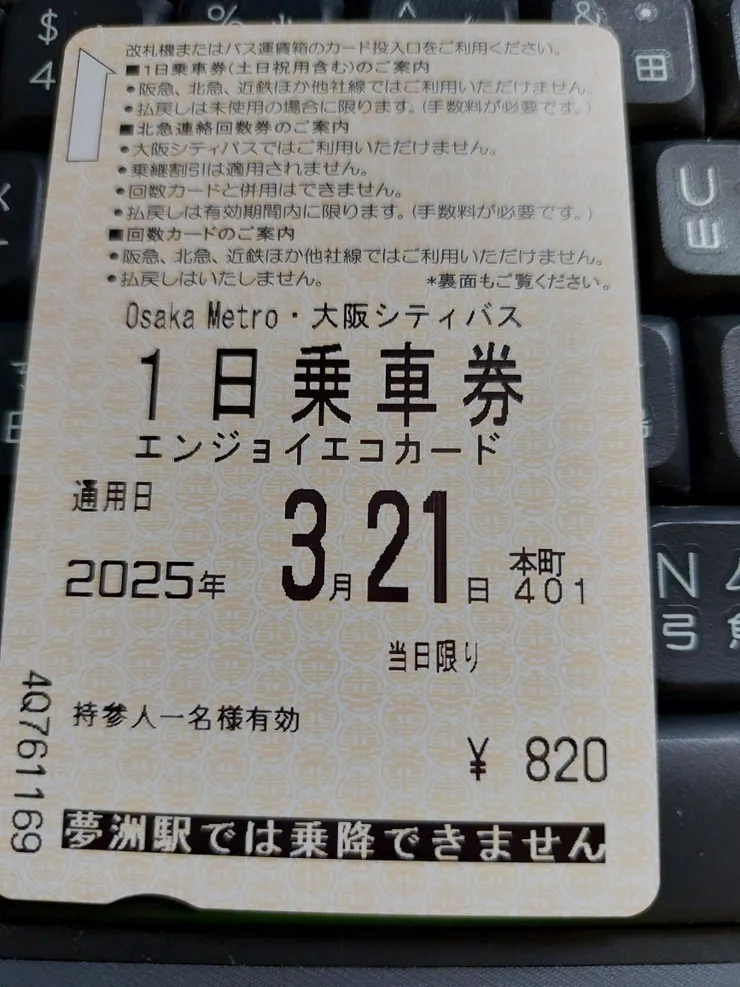 改札機またはバス運賃箱のカード投入口をご利用ください。
■1日乗車券(土日祝用含む)のご案内
●阪急、北急、近鉄ほか他社線ではご利用いただけません。
●払戻しは未使用の場合に限ります。(手数料が必要です。)
■北急連絡回数券のご案内
●大阪シティバスではご利用いただけません。
●乗継割引は適用されません。
●回数カードと併用はできません。
●払戻しは有効期間内に限ります。(手数料が必要です。)
■回数カードのご案内
●阪急、北急、近鉄ほか他社線ではご利用いただけません。
●払戻しはいたしません。 *裏面もご覧ください。
Osaka Metro・大阪シティバス
1日乗車券
エンジョイエコカード
通用日
2025年 3月21日 本町
401
当日限り
持参人一名様有効
¥ 820
夢洲駅では乗降できません
4Q761169
$
4
%
^
&
田
U
ㄩ
N
弓